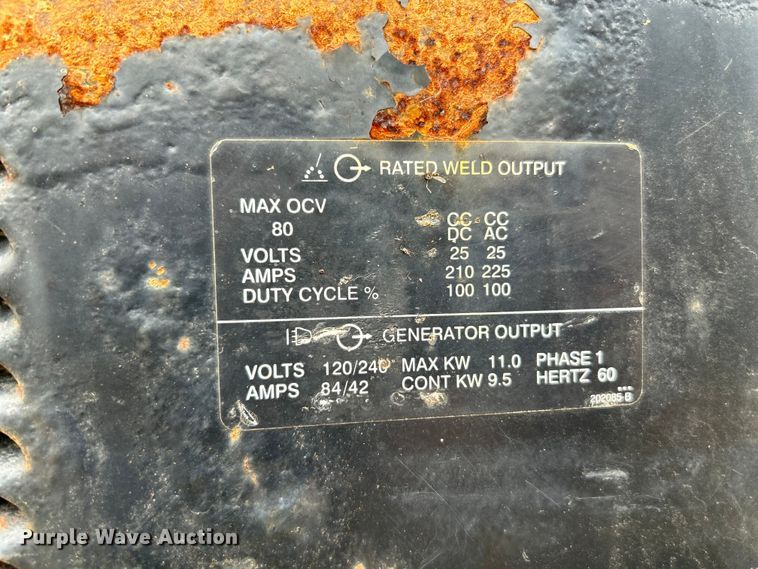 RATED WELD OUTPUT
MAX OCV
80
CC CC
DC AC
VOLTS 25 25
AMPS 210 225
DUTY CYCLE % 100 100
GENERATOR OUTPUT
VOLTS 120/240 MAX KW 11.0 PHASE 1
AMPS 84/42 CONT KW 9.5 HERTZ 60
202085-B
Purple Wave Auction